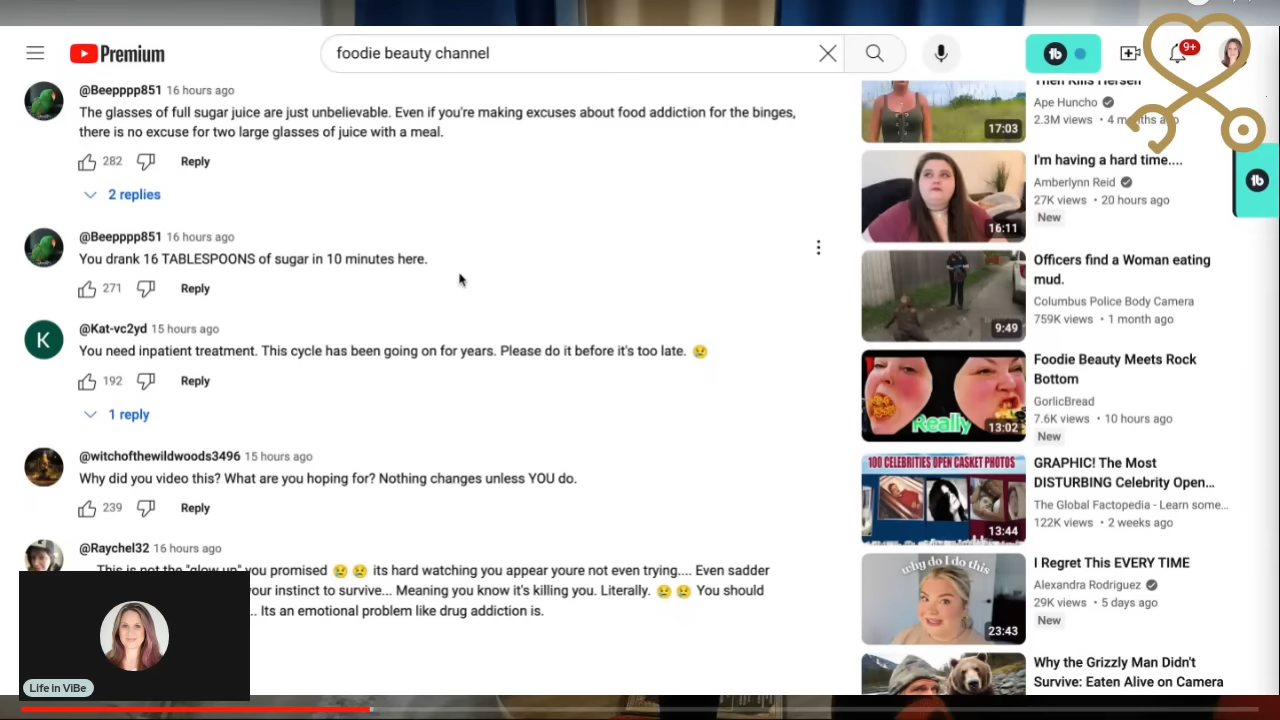 Premium
foodie beauty channel
9+
@Beepppp851 16 hours ago
The glasses of full sugar juice are just unbelievable. Even if you're making excuses about food addiction for the binges,
there is no excuse for two large glasses of juice with a meal.
282 Reply
2 replies
@Beepppp851 16 hours ago
You drank 16 TABLESPOONS of sugar in 10 minutes here.
271 Reply
@Kat-vc2yd 15 hours ago
K
You need inpatient treatment. This cycle has been going on for years. Please do it before it's too late. 😢
192 Reply
1 reply
@witchofthewildwoods3496 15 hours ago
Why did you video this? What are you hoping for? Nothing changes unless YOU do.
239 Reply
@Raychel32 16 hours ago
This is not the "glow up" you promised 😢 😢 its hard watching you appear youre not even trying.... Even sadder
your instinct to survive... Meaning you know it's killing you. Literally. 😢 😢 You should
... Its an emotional problem like drug addiction is.
Life in ViBe
Then Kills Herself
Ape Huncho
2.3M views • 4 months ago
17:03
I'm having a hard time....
Amberlynn Reid
27K views • 20 hours ago
New
16:11
Officers find a Woman eating
mud.
Columbus Police Body Camera
759K views • 1 month ago
9:49
Foodie Beauty Meets Rock
Bottom
GorlicBread
7.6K views • 10 hours ago
New
Really
13:02
100 CELEBRITIES OPEN CASKET PHOTOS
GRAPHIC! The Most
DISTURBING Celebrity Open...
The Global Factopedia - Learn some...
122K views • 2 weeks ago
13:44
why do I do this
I Regret This EVERY TIME
Alexandra Rodriguez
29K views • 5 days ago
New
23:43
Why the Grizzly Man Didn't
Survive: Eaten Alive on Camera